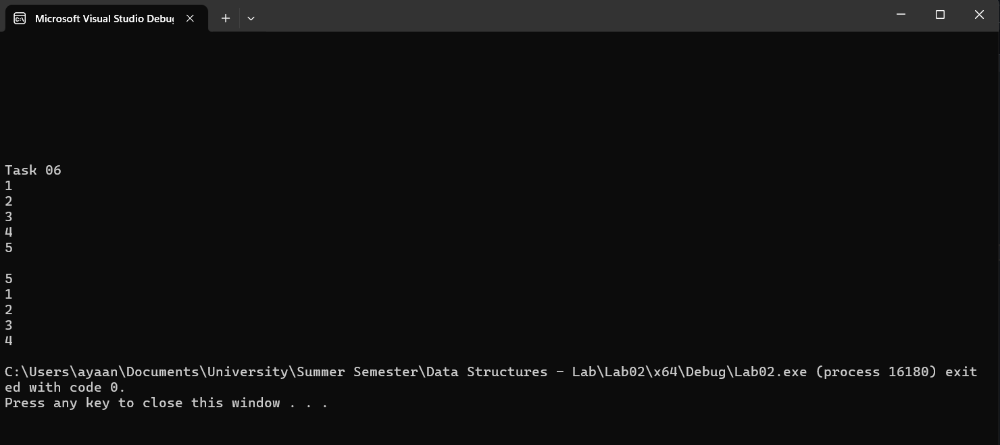 Microsoft Visual Studio Debu
Task 06
1
2
3
4
5
5
1
2
3
4
C:\Users\ayaan\Documents\University\Summer Semester\Data Structures - Lab\Lab02\x64\Debug\Lab02.exe (process 16180) exit
ed with code 0.
Press any key to close this window . . .